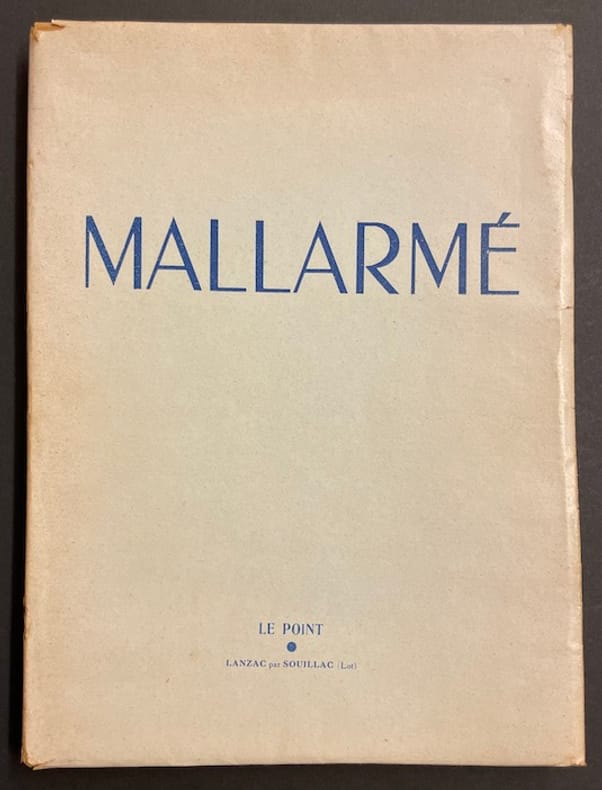 MALLARMÉ
LE POINT
LANZAC par SOUILLAC (Lot)